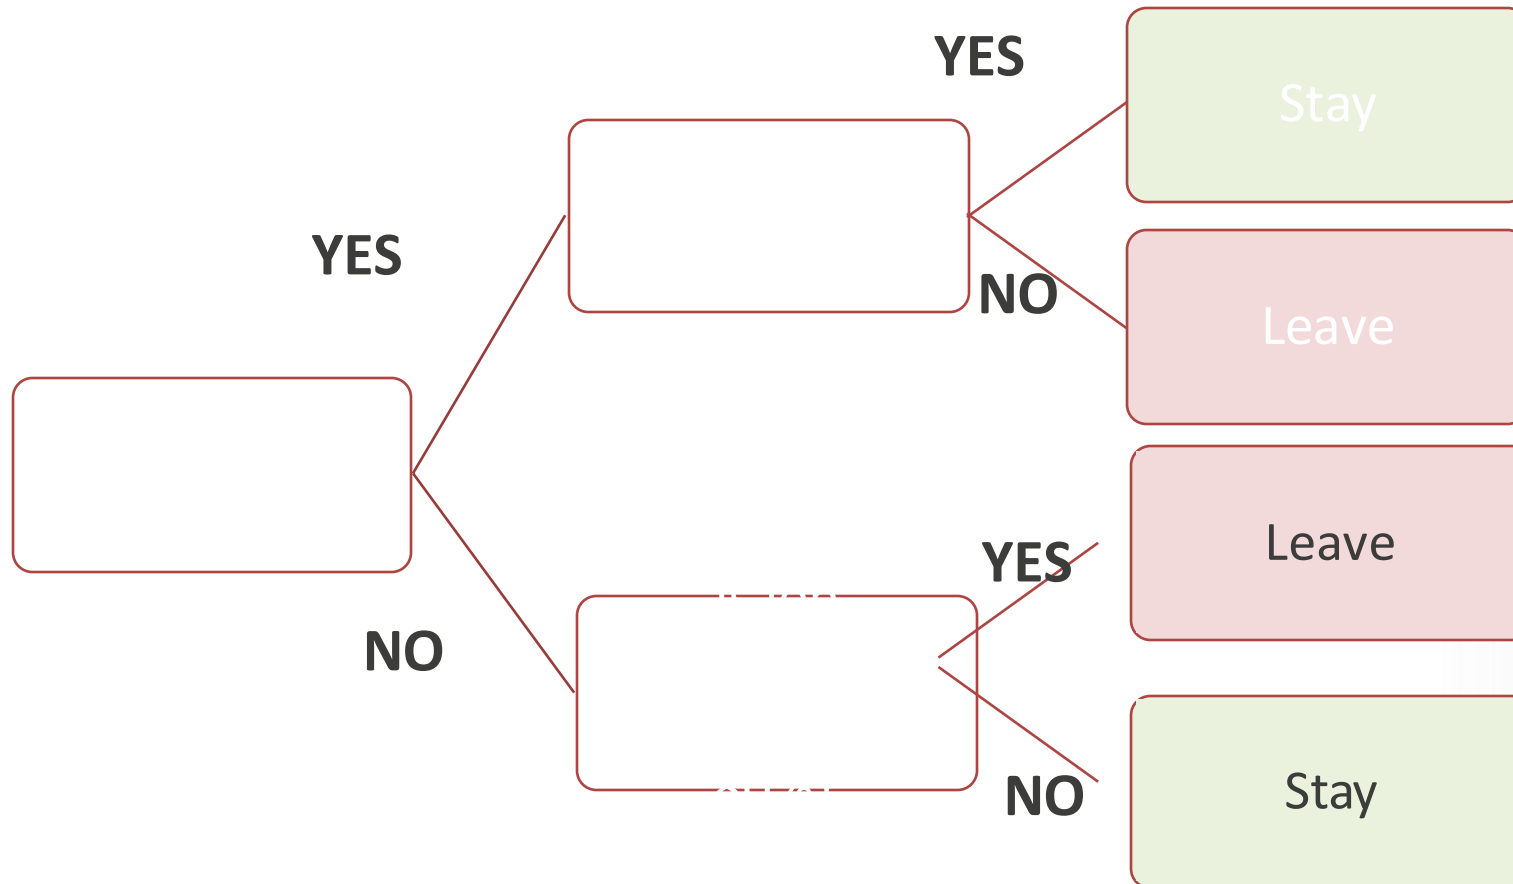 YES
Stay
YES
NO
Leave
YES
Leave
NO
NO
Stay